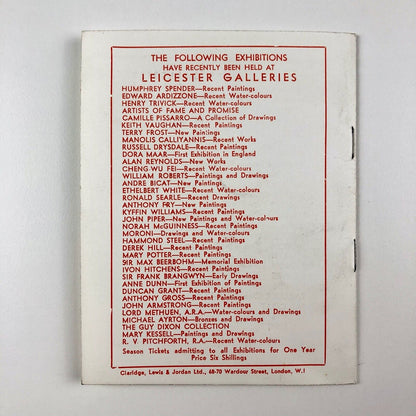 THE FOLLOWING EXHIBITIONS
HAVE RECENTLY BEEN HELD AT
LEICESTER GALLERIES
HUMPHREY SPENDER—Recent Paintings
EDWARD ARDIZZONE—Recent Water-colours
HENRY TRIVICK—Recent Water-colours
ARTISTS OF FAME AND PROMISE
CAMILLE PISSARRO—A Collection of Drawings
KEITH VAUGHAN—Recent Paintings
TERRY FROST—New Paintings
MANOLIS CALLIYANNIS—Recent Works
RUSSELL DRYSDALE—Recent Paintings
DORA MAAR—First Exhibition in England
ALAN REYNOLDS—New Works
CHENG WU FEI—Recent Water-colours
WILLIAM ROBERTS—Paintings and Drawings
ANDRE BICAT—New Paintings
ETHELBERT WHITE—Recent Water-colours
RONALD SEARLE—Recent Drawings
ANTHONY FRY—New Paintings
KYFFIN WILLIAMS—Recent Paintings
JOHN PIPER—New Paintings and Water-colours
NORAH McGUINNESS—Recent Paintings
MORONI—Drawings and Water-colours
HAMMOND STEEL—Recent Paintings
DEREK HILL—Recent Paintings
MARY POTTER—Recent Paintings
SIR MAX BEERBOHM—Memorial Exhibition
IVON HITCHENS—Recent Paintings
SIR FRANK BRANGWYN—Early Drawings
ANNE DUNN—First Exhibition of Paintings
DUNCAN GRANT—Recent Paintings
ANTHONY GROSS—Recent Paintings
JOHN ARMSTRONG—Recent Paintings
LORD METHUEN, A.R.A.—Water-colours and Drawings
MICHAEL AYRTON—Bronzes and Drawings
THE GUY DIXON COLLECTION
MARY KESSELL—Paintings and Drawings
R. V. PITCHFORTH, R.A.—Recent Water-colours
Season Tickets admitting to all Exhibitions for One Year
Price Six Shillings
Claridge, Lewis & Jordan Ltd., 68-70 Wardour Street, London, W.1